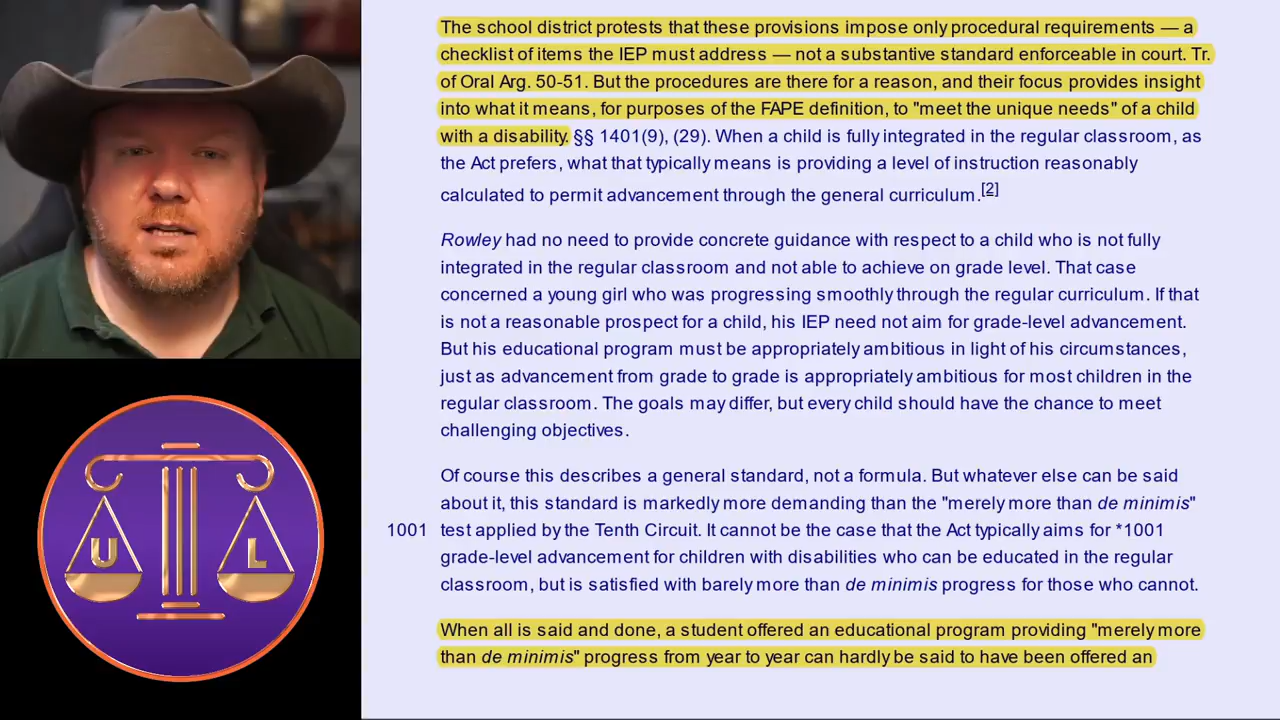 The school district protests that these provisions impose only procedural requirements — a
checklist of items the IEP must address — not a substantive standard enforceable in court. Tr.
of Oral Arg. 50-51. But the procedures are there for a reason, and their focus provides insight
into what it means, for purposes of the FAPE definition, to "meet the unique needs" of a child
with a disability. §§ 1401(9), (29). When a child is fully integrated in the regular classroom, as
the Act prefers, what that typically means is providing a level of instruction reasonably
calculated to permit advancement through the general curriculum.[2]
Rowley had no need to provide concrete guidance with respect to a child who is not fully
integrated in the regular classroom and not able to achieve on grade level. That case
concerned a young girl who was progressing smoothly through the regular curriculum. If that
is not a reasonable prospect for a child, his IEP need not aim for grade-level advancement.
But his educational program must be appropriately ambitious in light of his circumstances,
just as advancement from grade to grade is appropriately ambitious for most children in the
regular classroom. The goals may differ, but every child should have the chance to meet
challenging objectives.
Of course this describes a general standard, not a formula. But whatever else can be said
about it, this standard is markedly more demanding than the "merely more than de minimis"
1001 test applied by the Tenth Circuit. It cannot be the case that the Act typically aims for *1001
grade-level advancement for children with disabilities who can be educated in the regular
classroom, but is satisfied with barely more than de minimis progress for those who cannot.
When all is said and done, a student offered an educational program providing "merely more
than de minimis" progress from year to year can hardly be said to have been offered an
U L